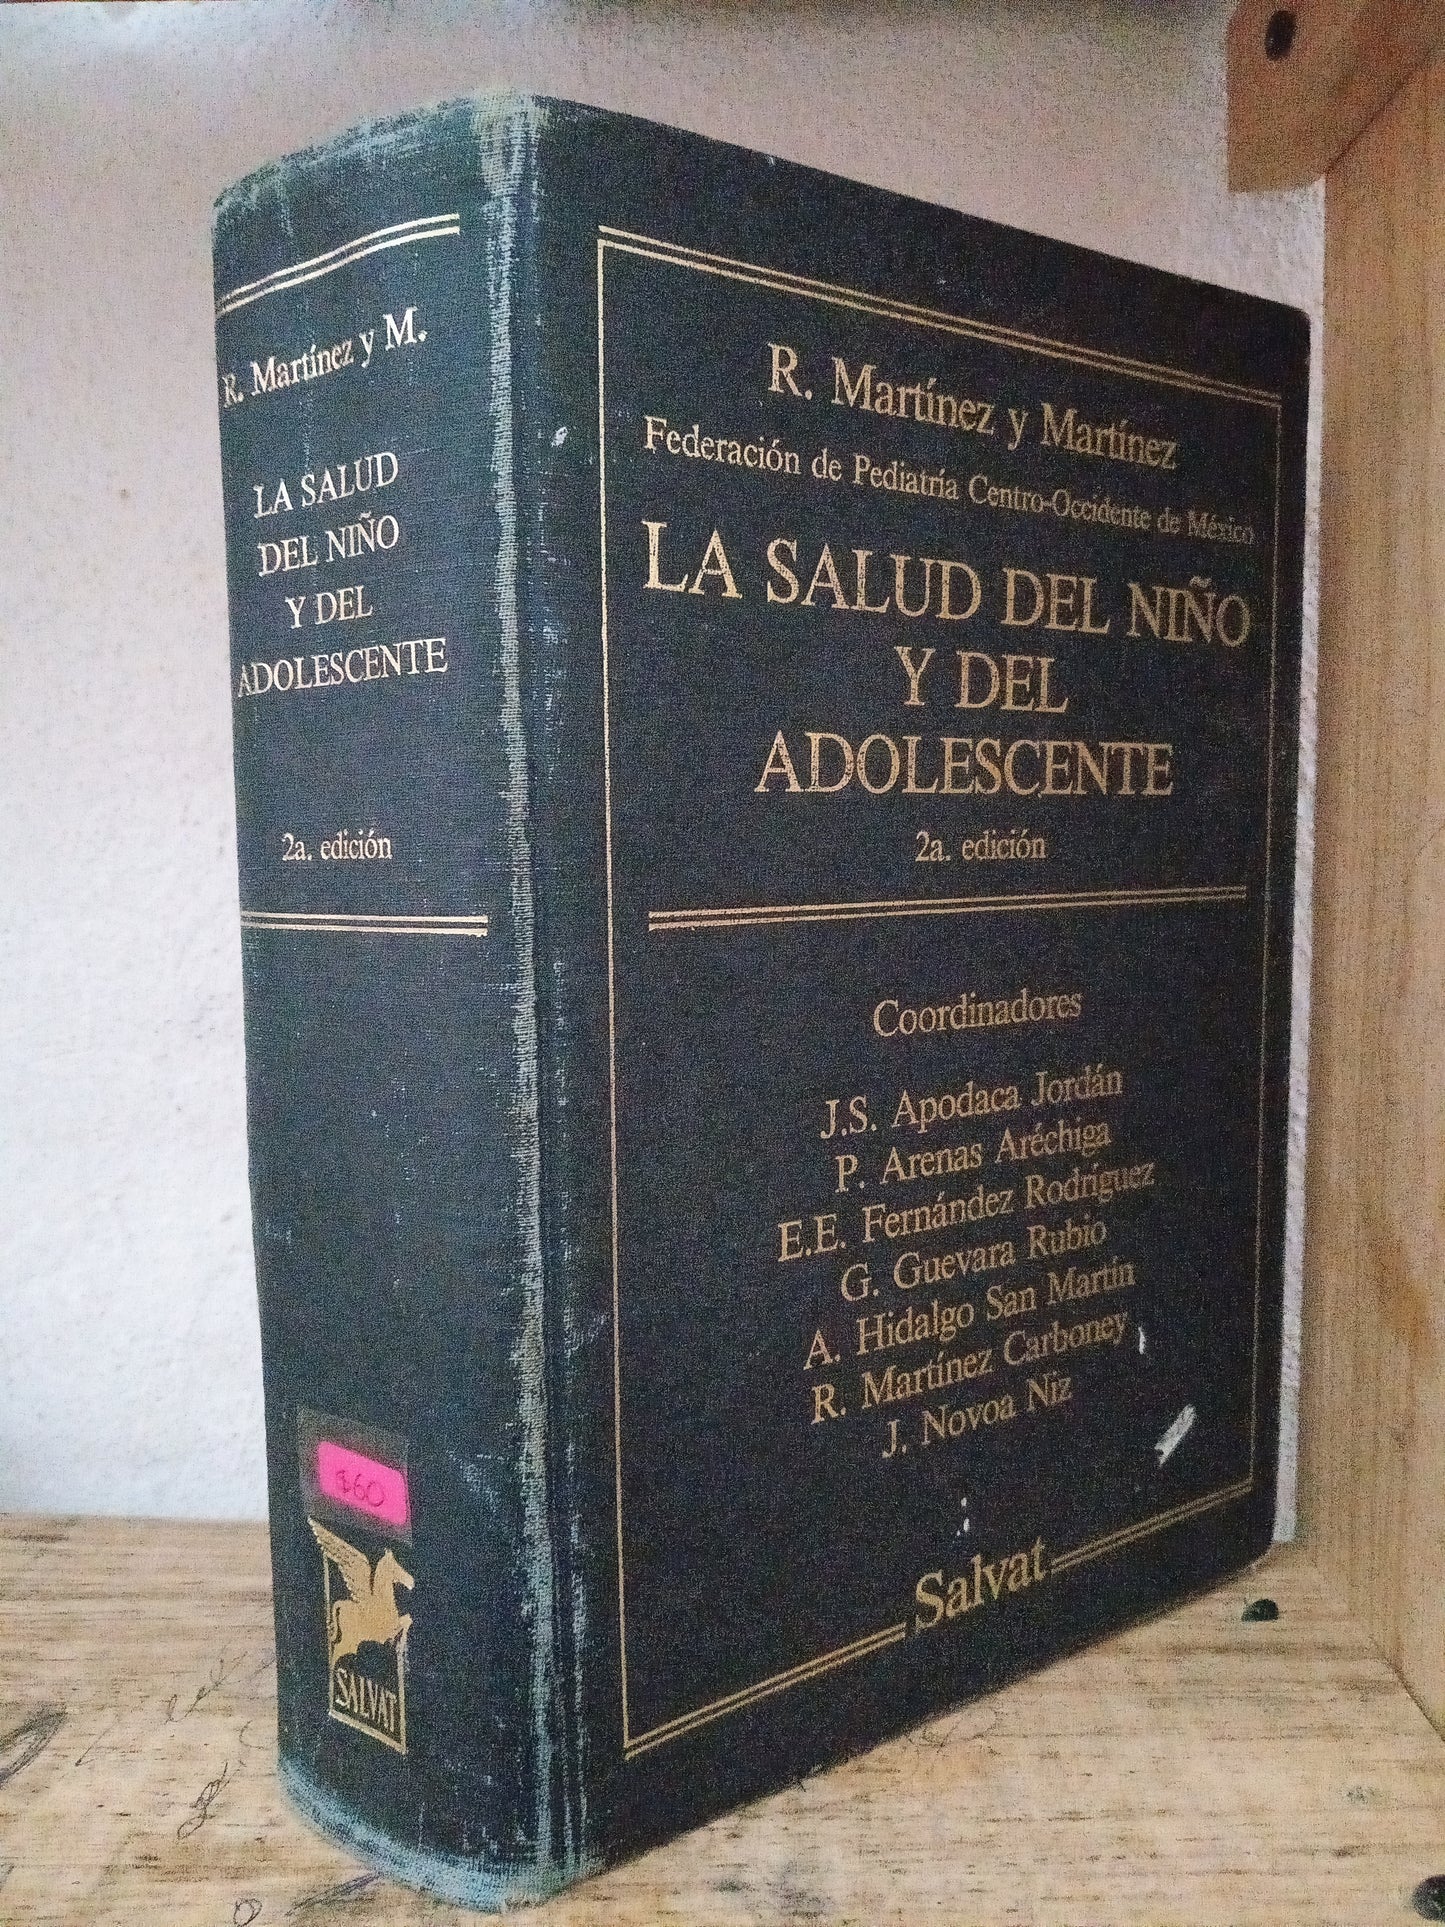 R. Martínez y M.
LA SALUD
DEL NIÑO
Y DEL
ADOLESCENTE
2a. edición
$60
SALVAT
R. Martínez y Martínez
Federación de Pediatría Centro-Occidente de México
LA SALUD DEL NIÑO
Y DEL
ADOLESCENTE
2a. edición
Coordinadores
J.S. Apodaca Jordán
P. Arenas Aréchiga
E.E. Fernández Rodríguez
G. Guevara Rubio
A. Hidalgo San Martín
R. Martínez Carboney
J. Novoa Niz
Salvat